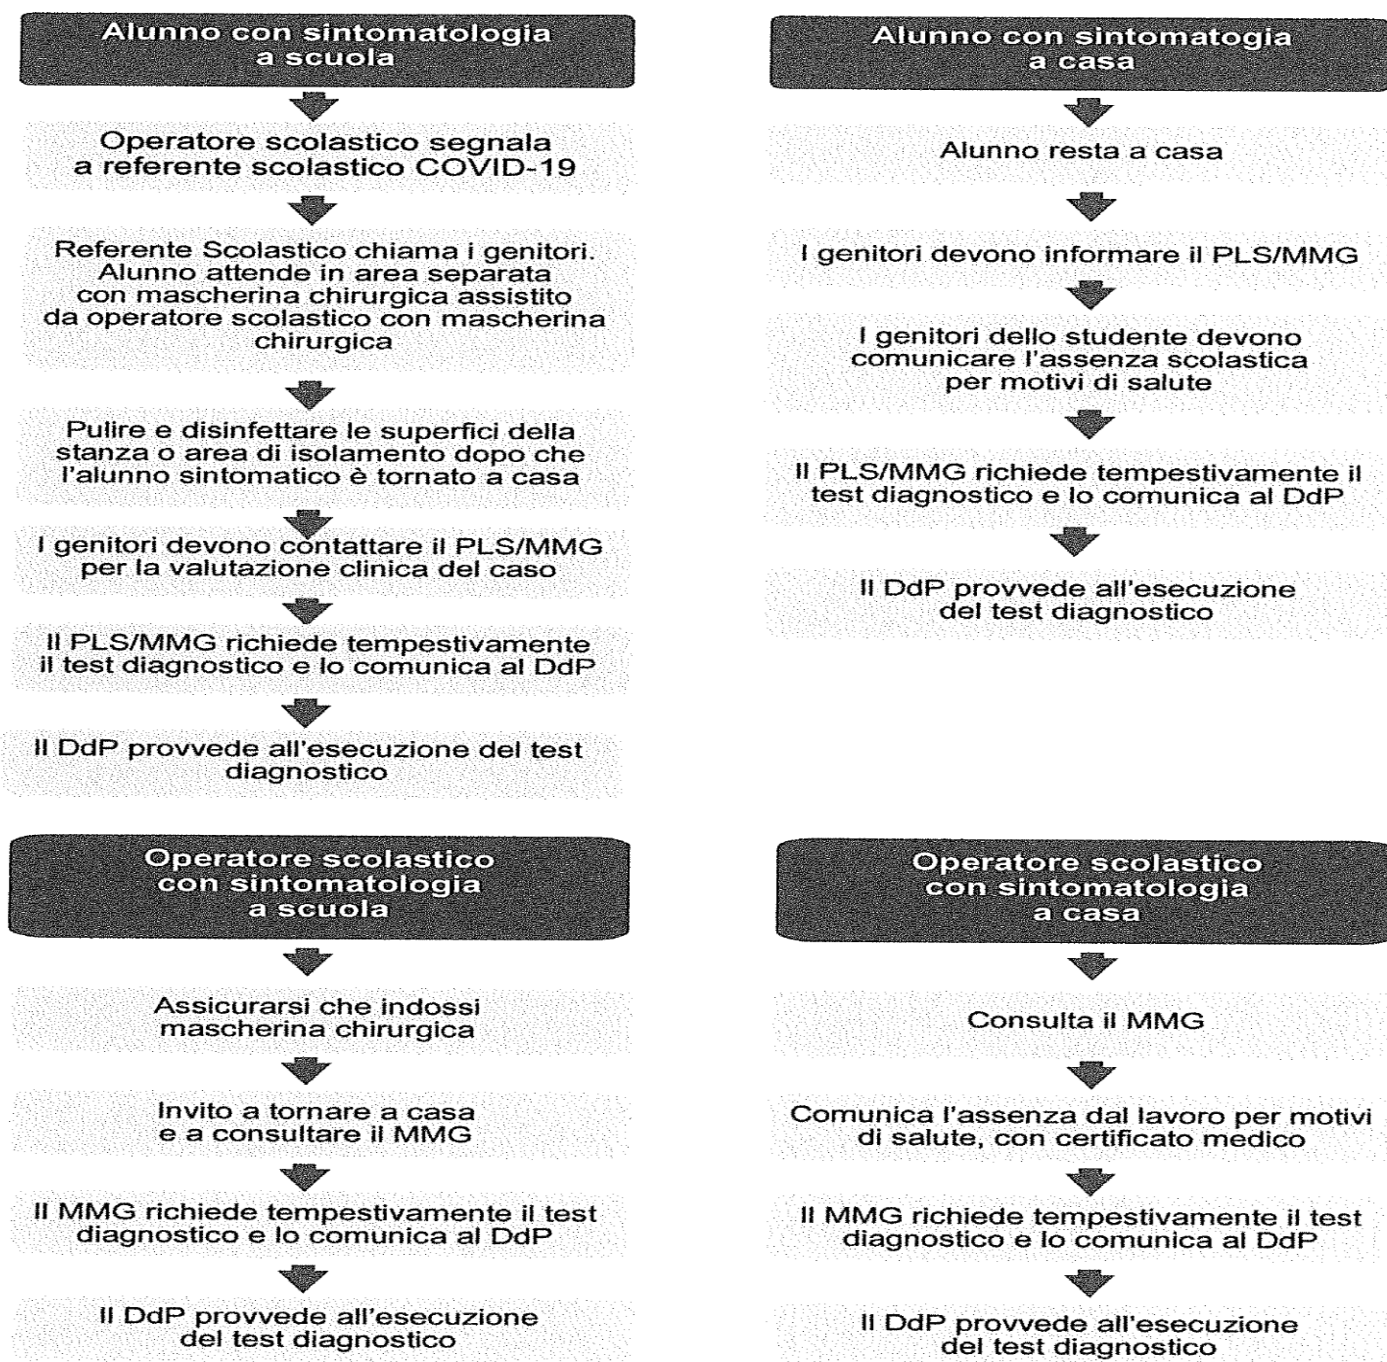 Alunno con sintomatologia
a scuola
Operatore scolastico segnala
a referente scolastico COVID-19
Referente Scolastico chiama i genitori.
Alunno attende in area separata
con mascherina chirurgica assistito
da operatore scolastico con mascherina
chirurgica
Pulire e disinfettare le superfici della
stanza o area di isolamento dopo che
l'alunno sintomatico è tornato a casa
I genitori devono contattare il PLS/MMG
per la valutazione clinica del caso
Il PLS/MMG richiede tempestivamente
il test diagnostico e lo comunica al DdP
Il DdP provvede all'esecuzione del test
diagnostico
Alunno con sintomatogia
a casa
Alunno resta a casa
I genitori devono informare il PLS/MMG
I genitori dello studente devono
comunicare l'assenza scolastica
per motivi di salute
Il PLS/MMG richiede tempestivamente il
test diagnostico e lo comunica al DdP
Il DdP provvede all'esecuzione
del test diagnostico
Operatore scolastico
con sintomatologia
a scuola
Assicurarsi che indossi
mascherina chirurgica
Invito a tornare a casa
e a consultare il MMG
Il MMG richiede tempestivamente il test
diagnostico e lo comunica al DdP
Il DdP provvede all'esecuzione
del test diagnostico
Operatore scolastico
con sintomatologia
a casa
Consulta il MMG
Comunica l'assenza dal lavoro per motivi
di salute, con certificato medico
Il MMG richiede tempestivamente il test
diagnostico e lo comunica al DdP
Il DdP provvede all'esecuzione
del test diagnostico